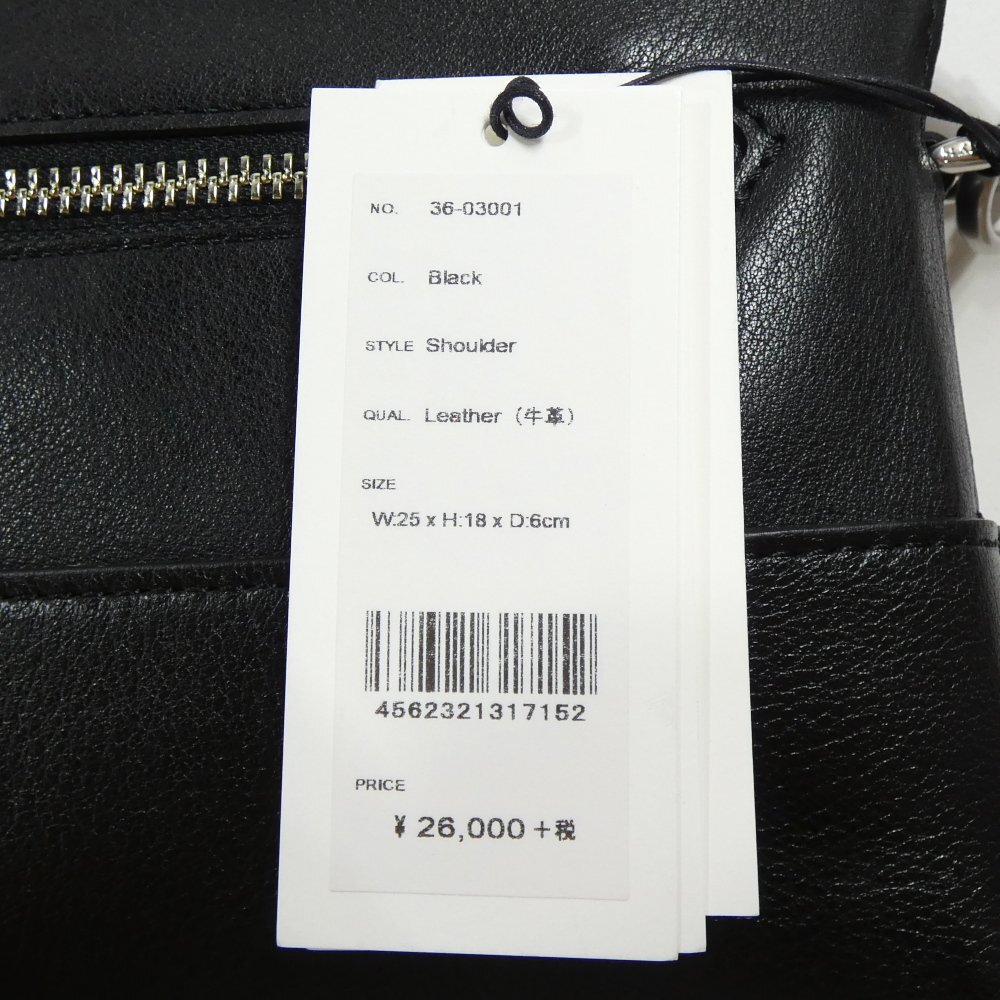 NO. 36-03001
COL. Black
STYLE Shoulder
QUAL. Leather（牛革）
SIZE
W:25 x H:18 x D:6cm
4562321317152
PRICE
¥ 26,000 +税